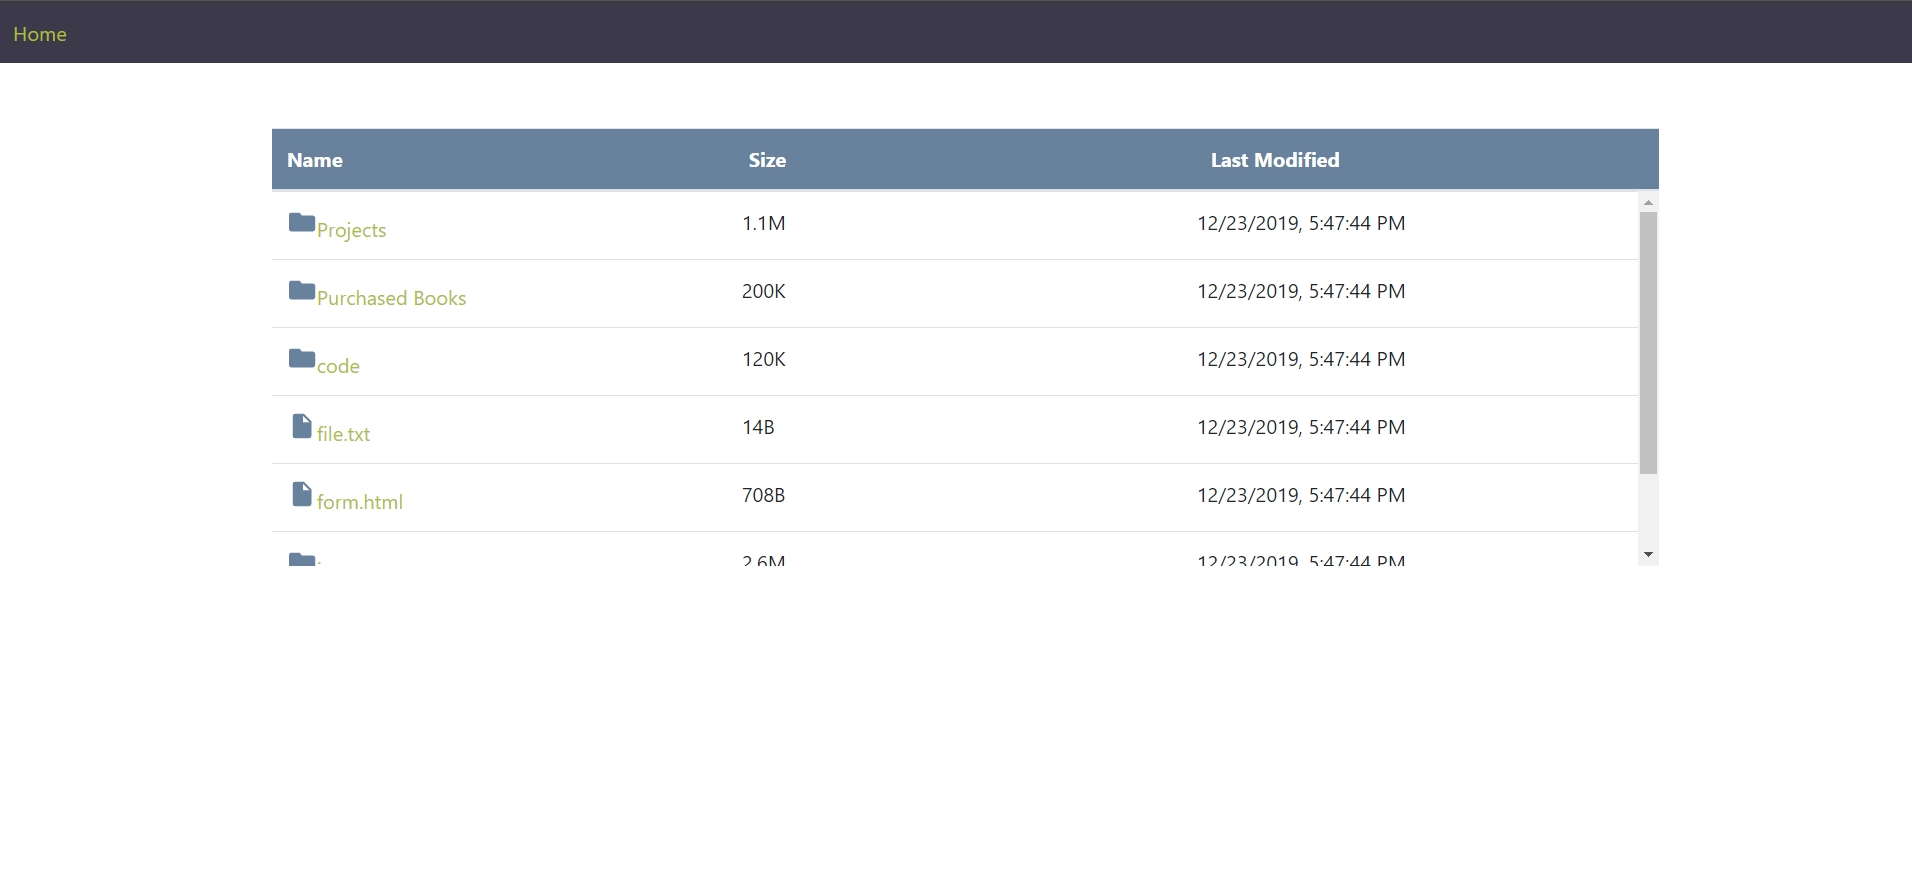 Home
Name Size Last Modified
Projects 1.1M 12/23/2019, 5:47:44 PM
Purchased Books 200K 12/23/2019, 5:47:44 PM
code 120K 12/23/2019, 5:47:44 PM
file.txt 14B 12/23/2019, 5:47:44 PM
form.html 708B 12/23/2019, 5:47:44 PM
2.6M 12/23/2019, 5:47:44 PM